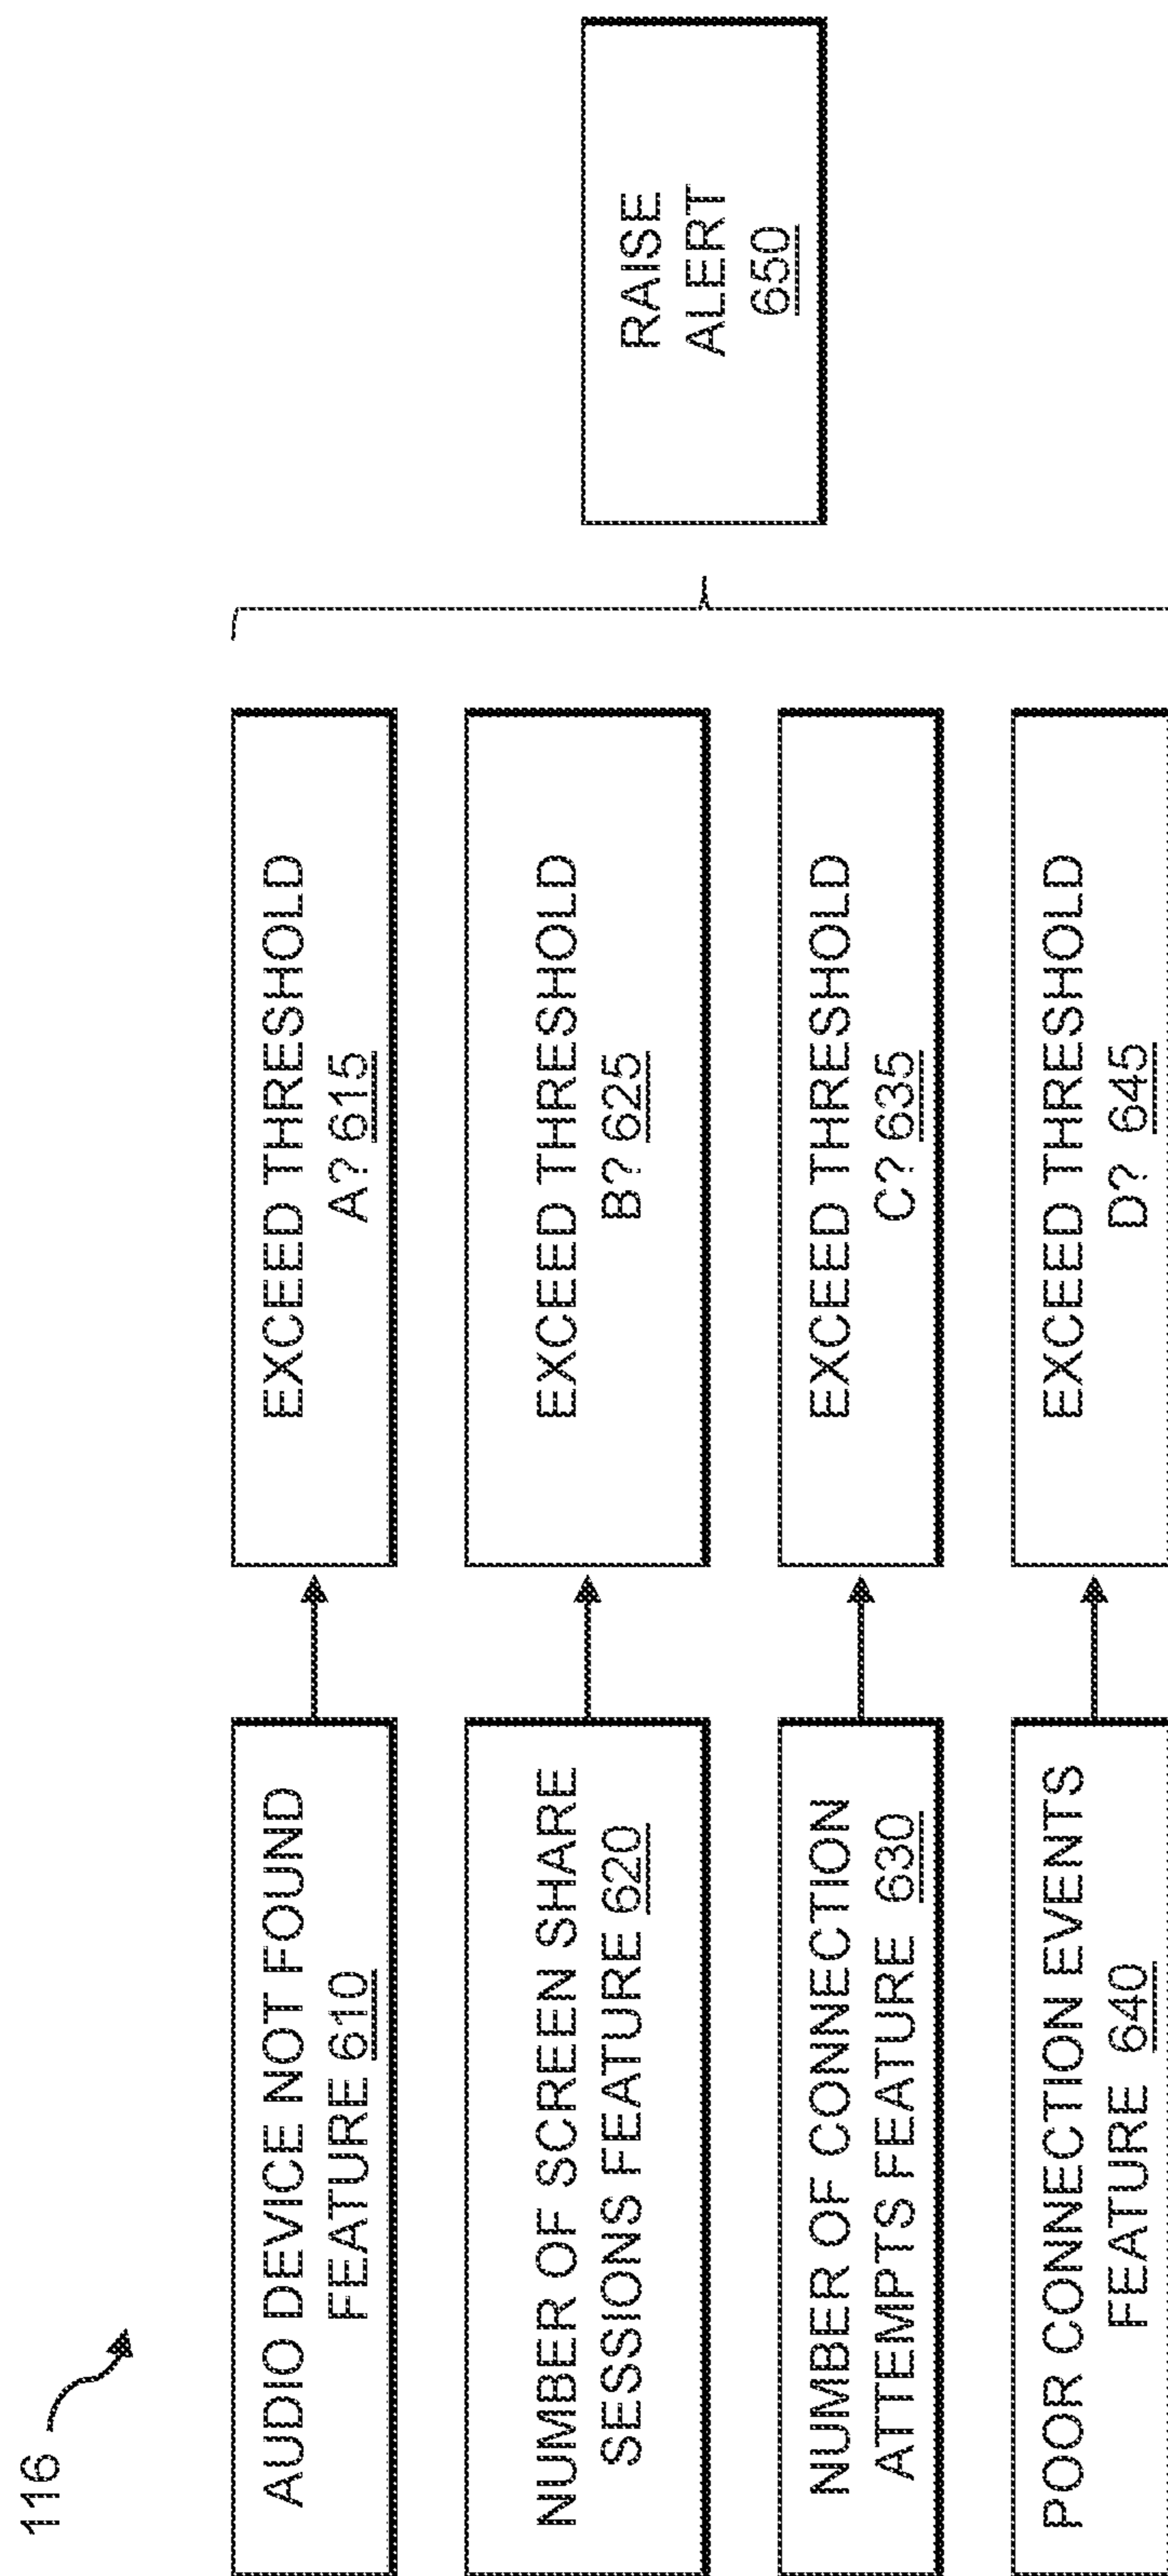 116
AUDIO DEVICE NOT FOUND
FEATURE 610
EXCEED THRESHOLD
A? 615
NUMBER OF SCREEN SHARE
SESSIONS FEATURE 620
EXCEED THRESHOLD
B? 625
NUMBER OF CONNECTION
ATTEMPTS FEATURE 630
EXCEED THRESHOLD
C? 635
POOR CONNECTION EVENTS
FEATURE 640
EXCEED THRESHOLD
D? 645
RAISE
ALERT
650